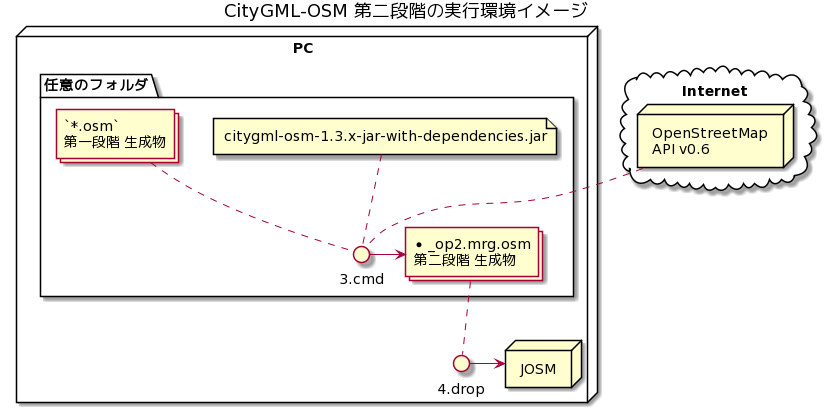 CityGML-OSM 第二段階の実行環境イメージ
PC
任意のフォルダ
`*.osm`
第一段階 生成物
citygml-osm-1.3.x-jar-with-dependencies.jar
Internet
OpenStreetMap
API v0.6
3.cmd
• _op2.mrg.osm
第二段階 生成物
4.drop
JOSM